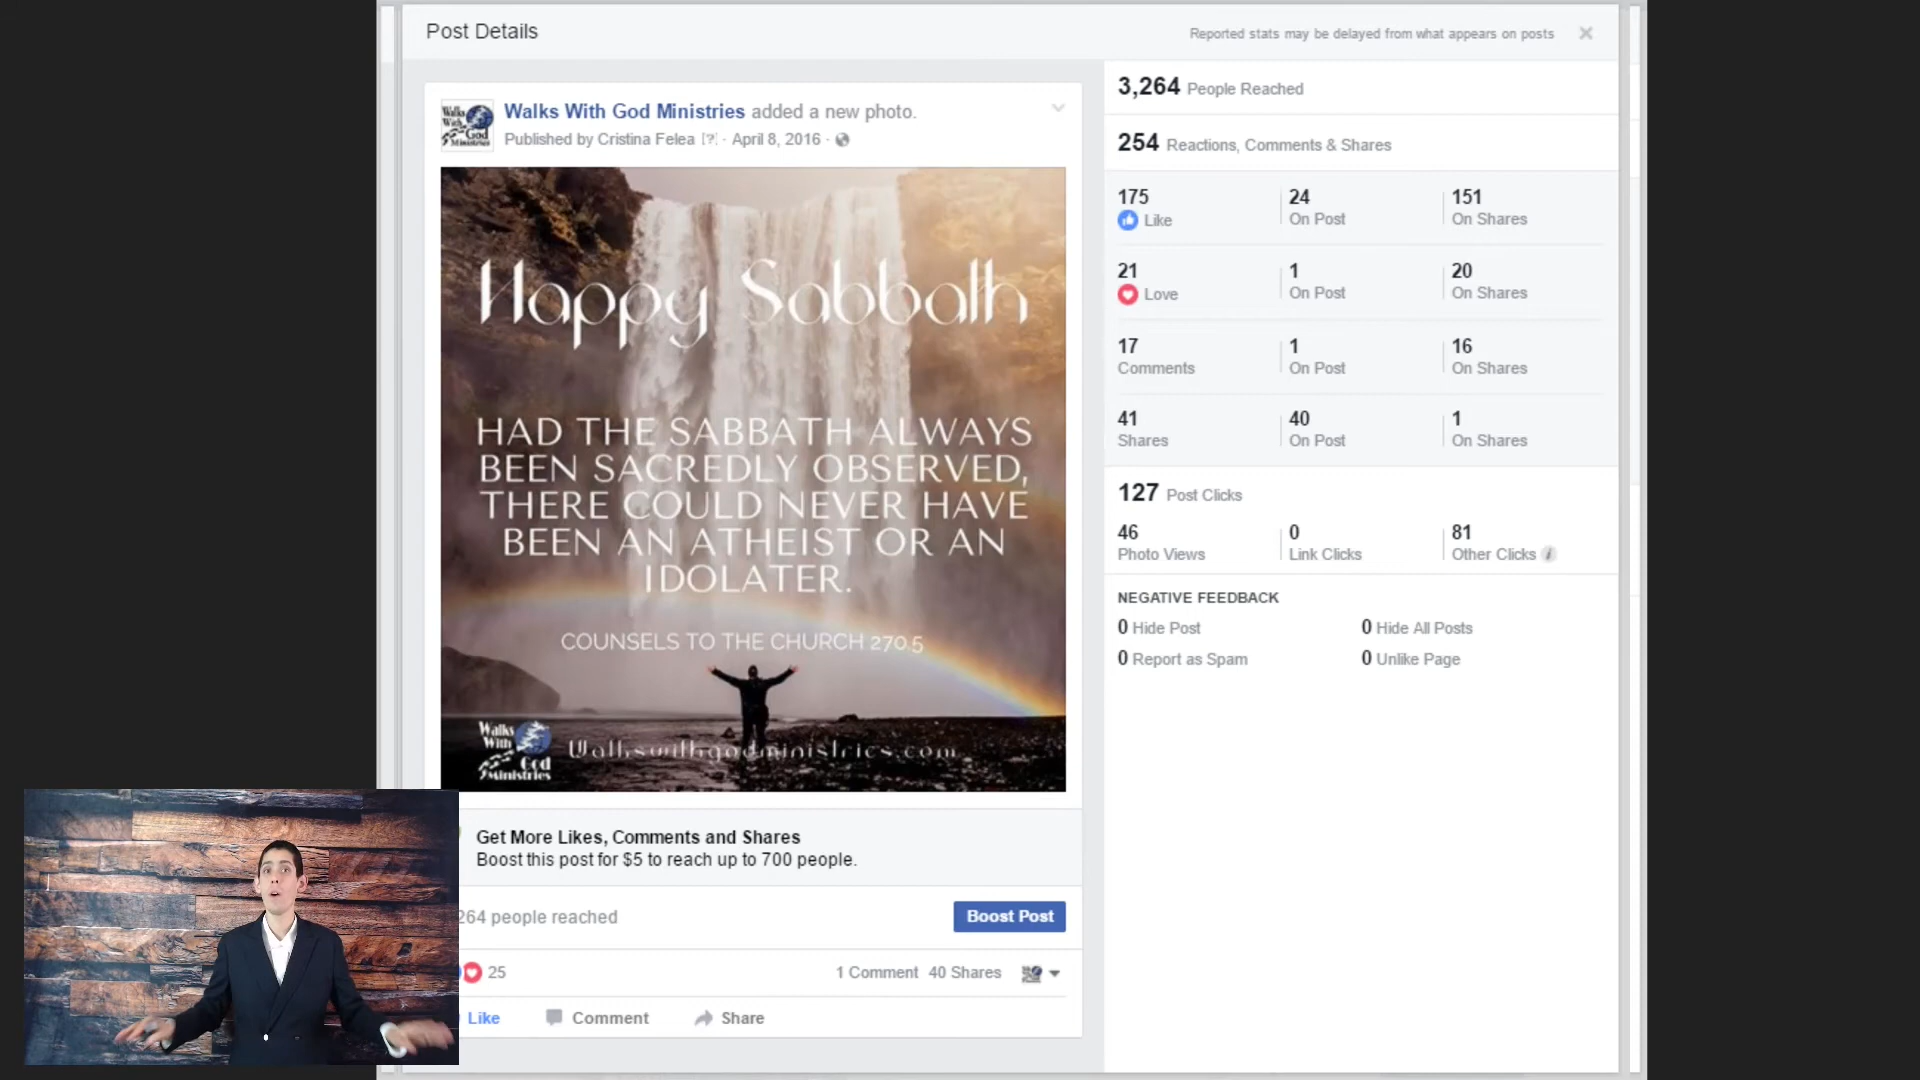 Post Details
Reported stats may be delayed from what appears on posts
Walks With God Ministries added a new photo.
Published by Cristina Felea [?] · April 8, 2016 ·
Happy Sabbath
HAD THE SABBATH ALWAYS
BEEN SACREDLY OBSERVED,
THERE COULD NEVER HAVE
BEEN AN ATHEIST OR AN
IDOLATER.
COUNSELS TO THE CHURCH 270.5
Walks
With
God
Ministries
Walkswithgodministries.com
Get More Likes, Comments and Shares
Boost this post for $5 to reach up to 700 people.
264 people reached
Boost Post
25
1 Comment 40 Shares
Like Comment Share
3,264 People Reached
254 Reactions, Comments & Shares
175 24 151
Like On Post On Shares
21 1 20
Love On Post On Shares
17 1 16
Comments On Post On Shares
41 40 1
Shares On Post On Shares
127 Post Clicks
46 0 81
Photo Views Link Clicks Other Clicks
NEGATIVE FEEDBACK
0 Hide Post 0 Hide All Posts
0 Report as Spam 0 Unlike Page